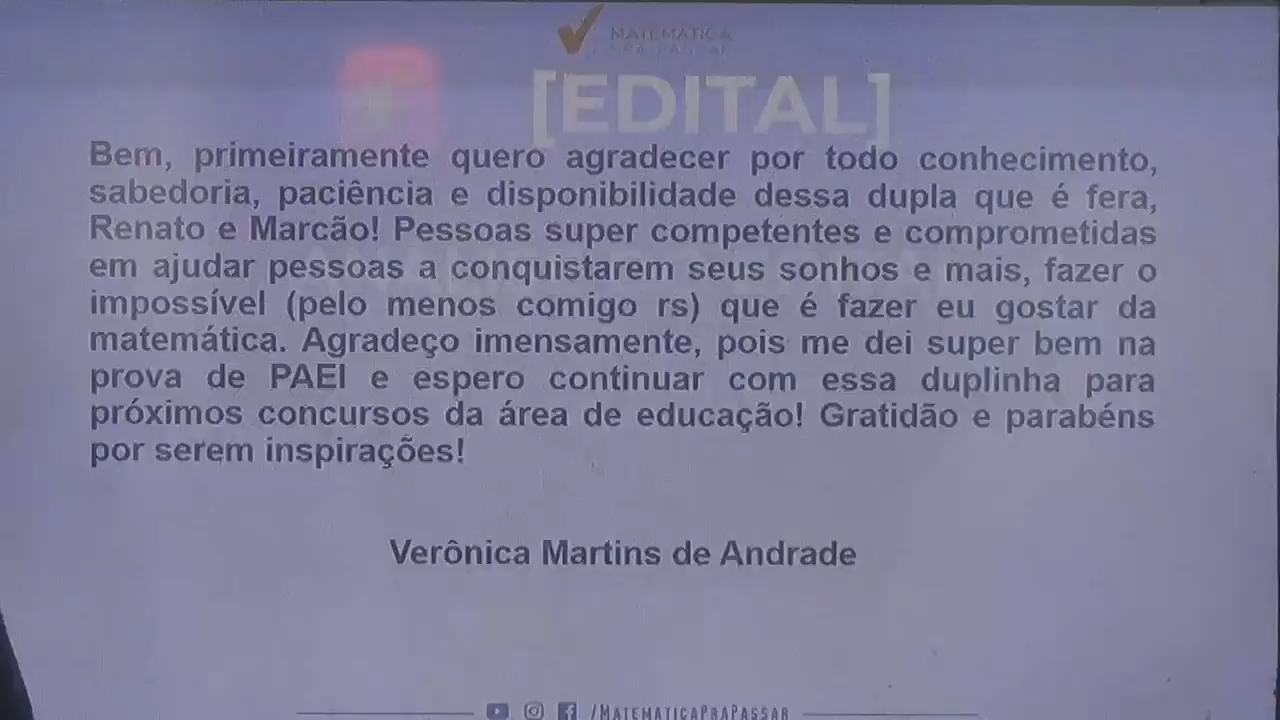 MATEMÁTICA
PRA PASSAR
[EDITAL]
Bem, primeiramente quero agradecer por todo conhecimento,
sabedoria, paciência e disponibilidade dessa dupla que é fera,
Renato e Marcão! Pessoas super competentes e comprometidas
em ajudar pessoas a conquistarem seus sonhos e mais, fazer o
impossível (pelo menos comigo rs) que é fazer eu gostar da
matemática. Agradeço imensamente, pois me dei super bem na
prova de PAEI e espero continuar com essa duplinha para
próximos concursos da área de educação! Gratidão e parabéns
por serem inspirações!
Verônica Martins de Andrade
/MATEMATICAPRAPASSAR